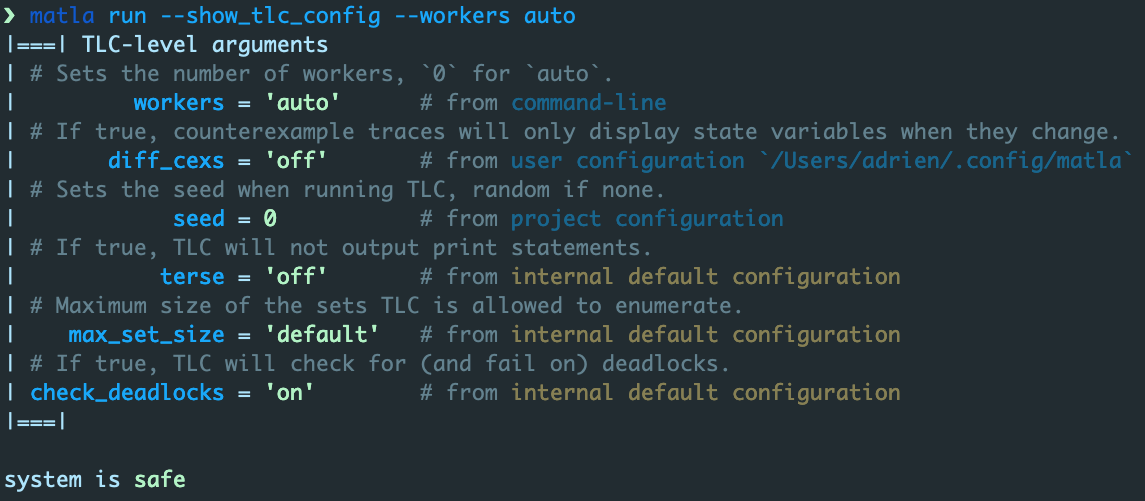 ❯ matla run --show_tlc_config --workers auto
|===| TLC-level arguments
| # Sets the number of workers, `0` for `auto`.
|         workers = 'auto'      # from command-line
| # If true, counterexample traces will only display state variables when they change.
|       diff_cexs = 'off'       # from user configuration `/Users/adrien/.config/matla`
| # Sets the seed when running TLC, random if none.
|            seed = 0           # from project configuration
| # If true, TLC will not output print statements.
|           terse = 'off'       # from internal default configuration
| # Maximum size of the sets TLC is allowed to enumerate.
|    max_set_size = 'default'   # from internal default configuration
| # If true, TLC will check for (and fail on) deadlocks.
| check_deadlocks = 'on'        # from internal default configuration
|===|
system is safe